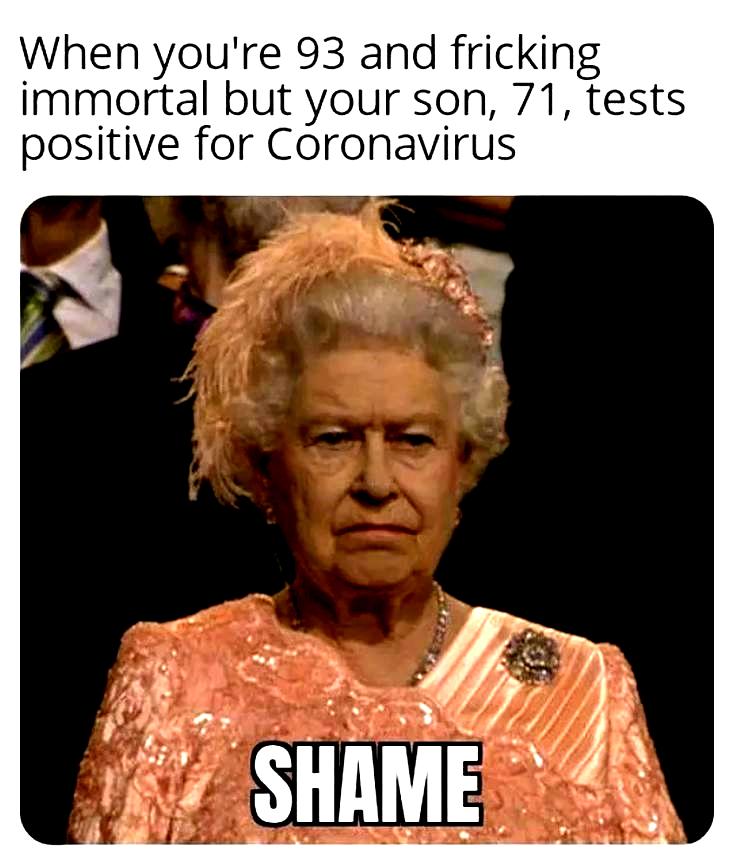 When you're 93 and fricking
immortal but your son, 71, tests
positive for Coronavirus
SHAME